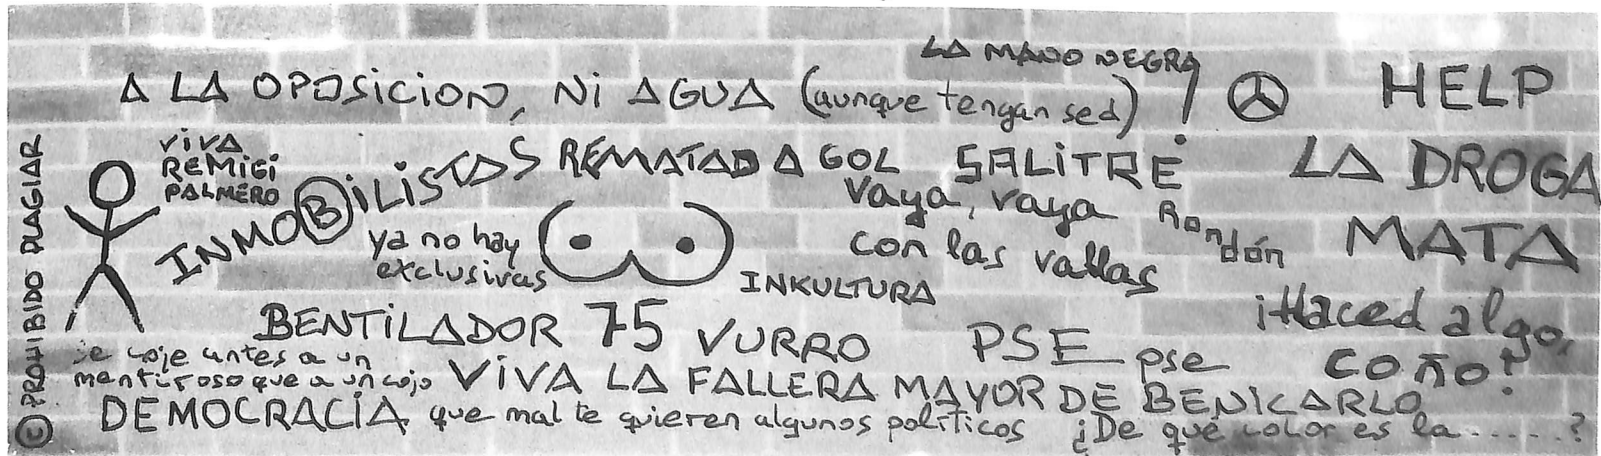 LA MANO NEGRA
A LA OPOSICION, Ni AGUA (aunque tengan sed) !
HELP
© PROHIBIDO PLAGIAR
ViVA
REMIGI
PALMERO
INMOBILISTAS
REMATAD A GOL
SALiTRE
LA DROGA
MATA
ya no hay
exclusivas
vaya, vaya
con las vallas
Rondón
INKULTURA
¡Haced algo,
coño!
BENTiLADOR 75 VURRO
PSE pse
se coje antes a un
mentiroso que a un cojo
ViVA LA FALLERA MAYOR DE BENICARLO
DEMOCRACIA que mal te quieren algunos políticos
¿De qué color es la.....?